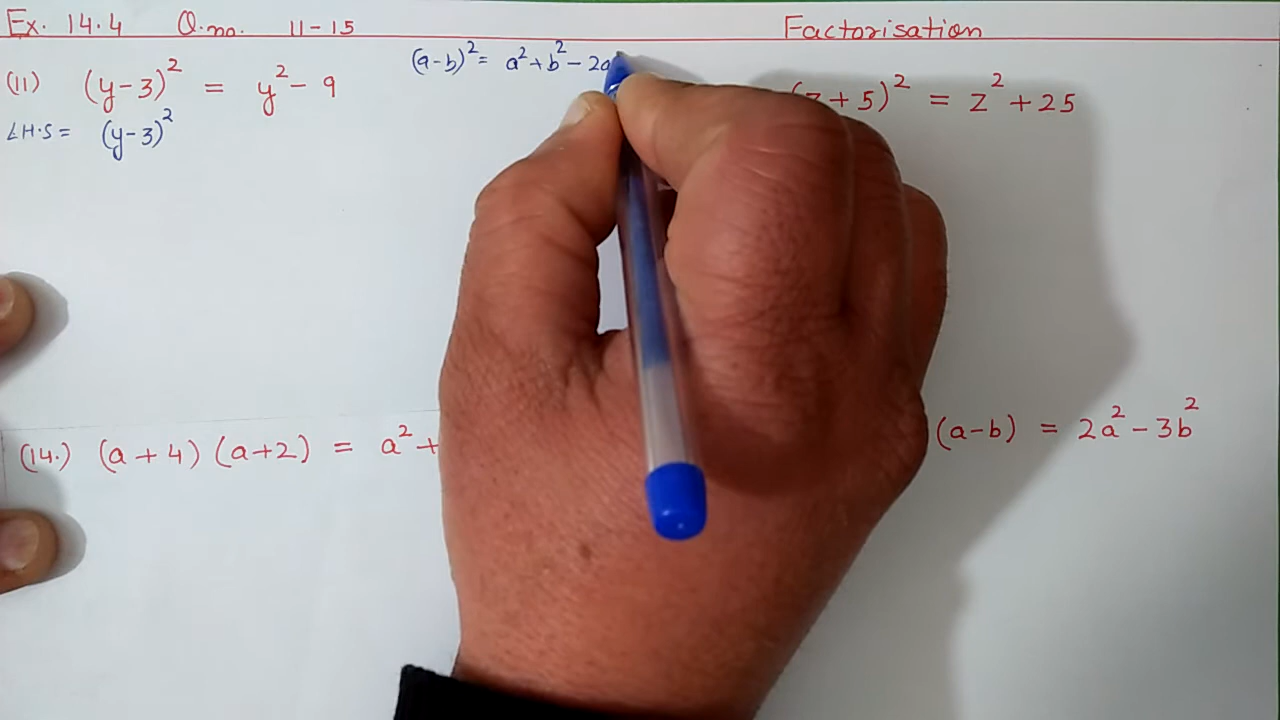 Ex. 14.4 Q.no. 11-15 Factorisation
(a-b)² = a² + b² - 2a
(11) (y-3)² = y² - 9
+ 5)² = z² + 25
L.H.S = (y-3)²
(14.) (a + 4) (a+2) = a² +
(a-b) = 2a² - 3b²